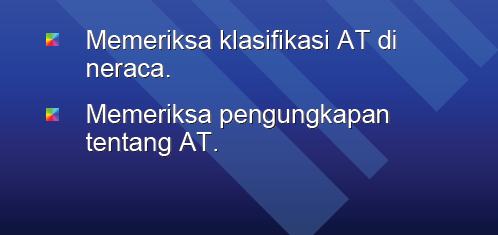 Memeriksa klasifikasi AT di
neraca.
Memeriksa pengungkapan
tentang AT.